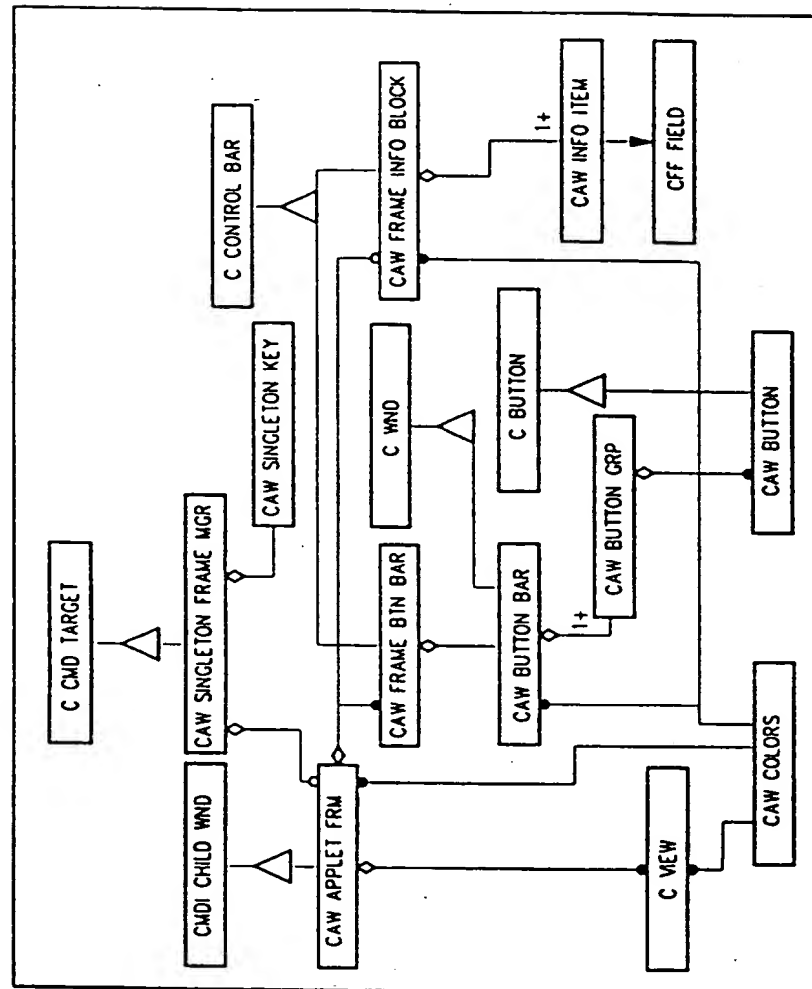 C CMD TARGET
CMDI CHILD WND
CAW SINGLETON FRAME MGR
CAW SINGLETON KEY
C CONTROL BAR
CAW APPLET FRM
CAW FRAME BTN BAR
C WND
CAW FRAME INFO BLOCK
CAW BUTTON BAR
C BUTTON
1+
CAW INFO ITEM
1+
CAW BUTTON GRP
C VIEW
CFF FIELD
CAW COLORS
CAW BUTTON